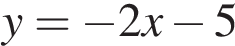 y = −2x − 5